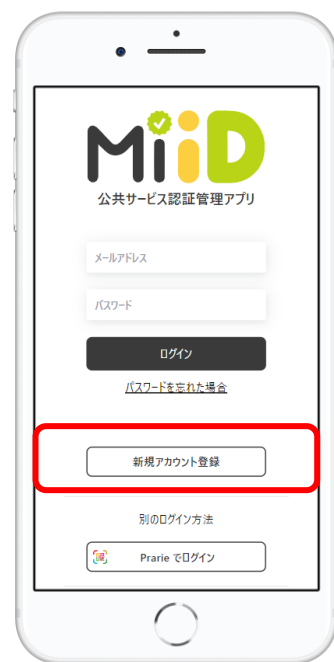 MiiD
公共サービス認証管理アプリ
メールアドレス
パスワード
ログイン
パスワードを忘れた場合
新規アカウント登録
別のログイン方法
Prarie でログイン